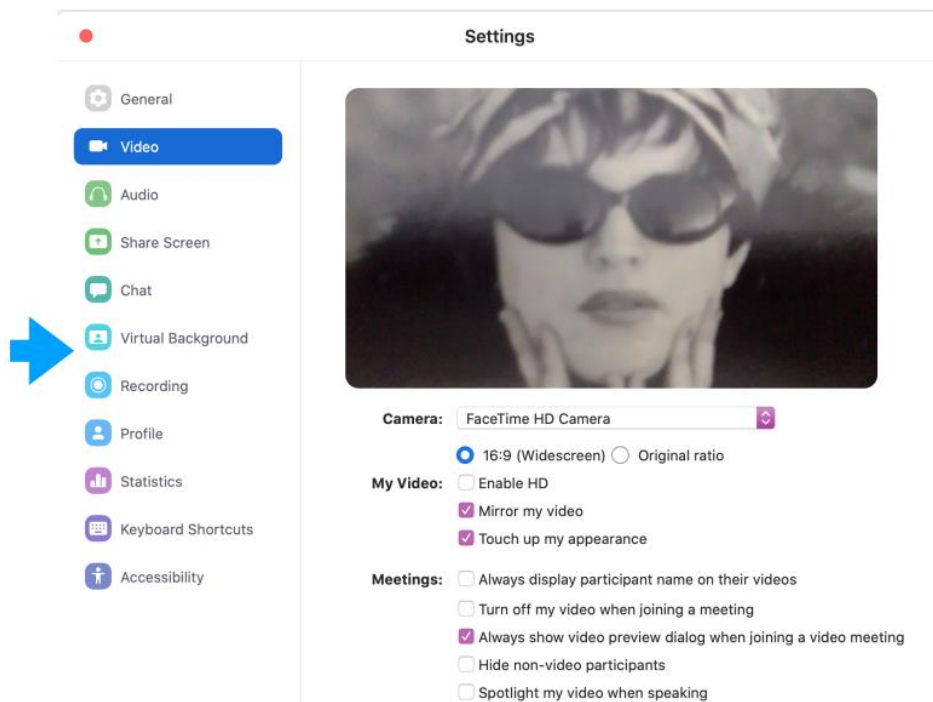 Settings
General
Video
Audio
Share Screen
Chat
Virtual Background
Recording
Profile
Statistics
Keyboard Shortcuts
Accessibility
Camera: FaceTime HD Camera
16:9 (Widescreen) Original ratio
My Video: Enable HD
Mirror my video
Touch up my appearance
Meetings: Always display participant name on their videos
Turn off my video when joining a meeting
Always show video preview dialog when joining a video meeting
Hide non-video participants
Spotlight my video when speaking